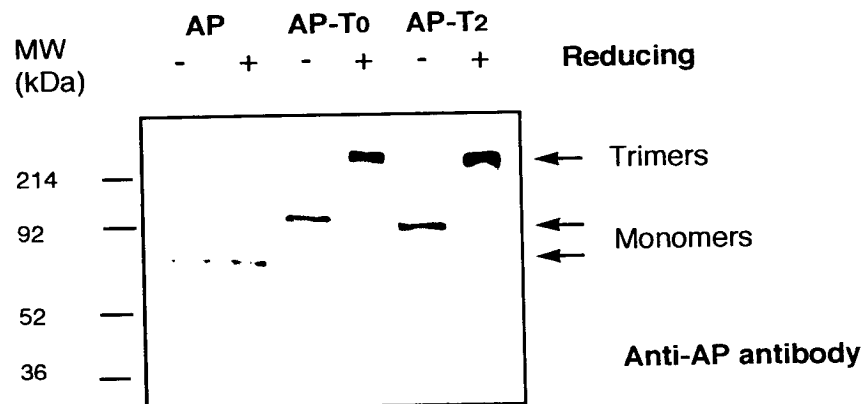 AP AP-T0 AP-T2
MW (kDa) - + - + - + Reducing
214
92
52
36
Trimers
Monomers
Anti-AP antibody